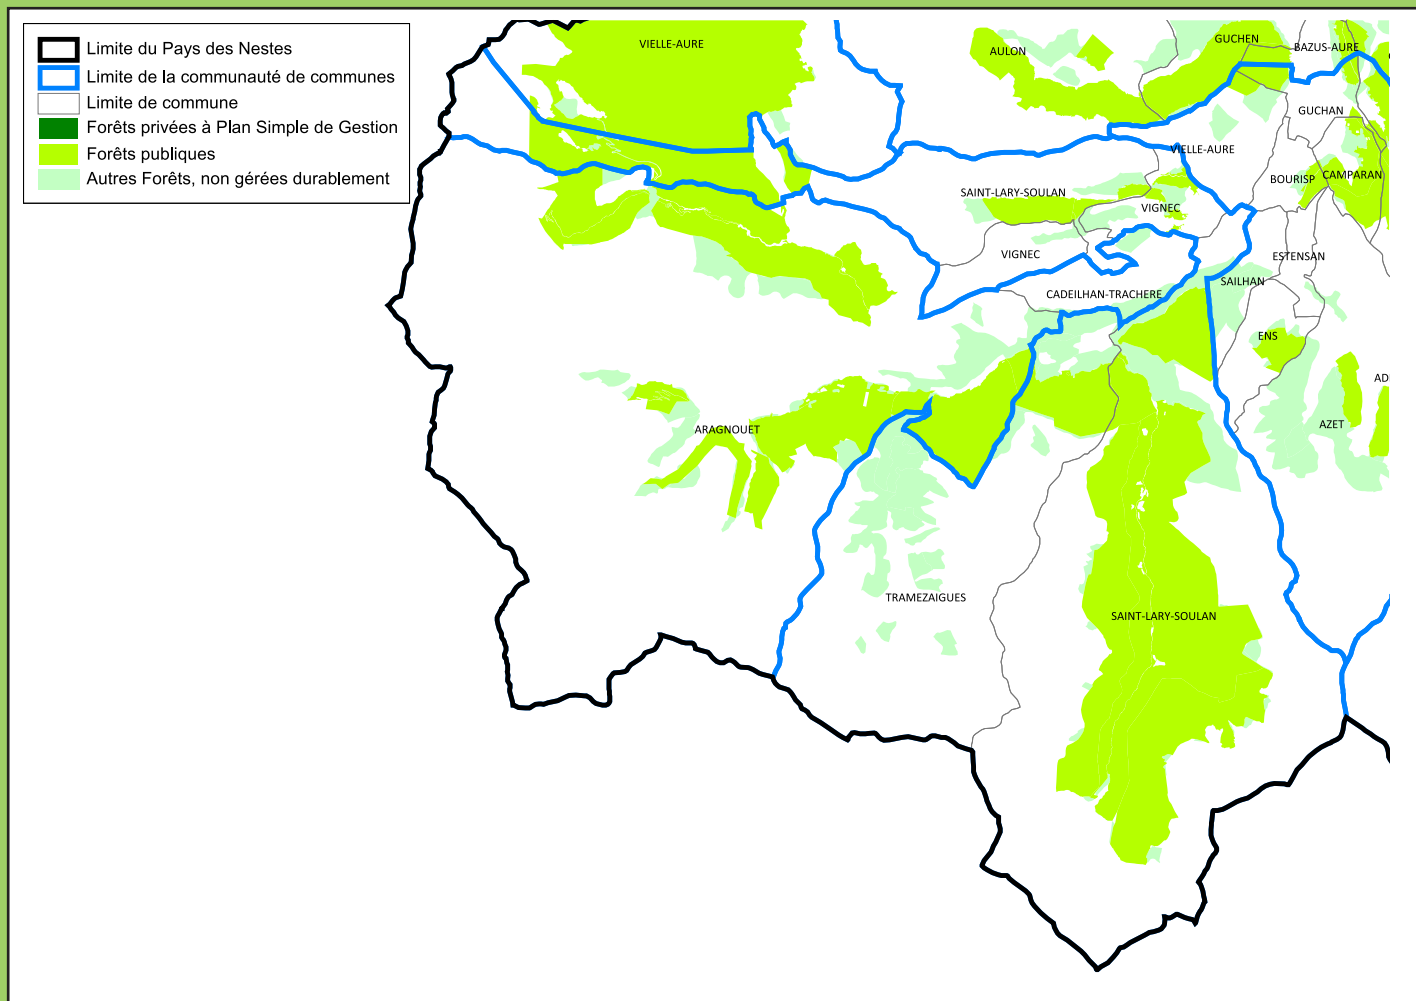 Limite du Pays des Nestes
Limite de la communauté de communes
Limite de commune
Forêts privées à Plan Simple de Gestion
Forêts publiques
Autres Forêts, non gérées durablement
VIELLE-AURE
AULON
GUCHEN
BAZUS-AURE
GUCHAN
VIELLE-AURE
BOURISP
CAMPARAN
SAINT-LARY-SOULAN
VIGNEC
VIGNEC
ESTENSAN
SAILHAN
CADEILHAN-TRACHERE
ENS
AD
AZET
ARAGNOUET
TRAMEZAIGUES
SAINT-LARY-SOULAN